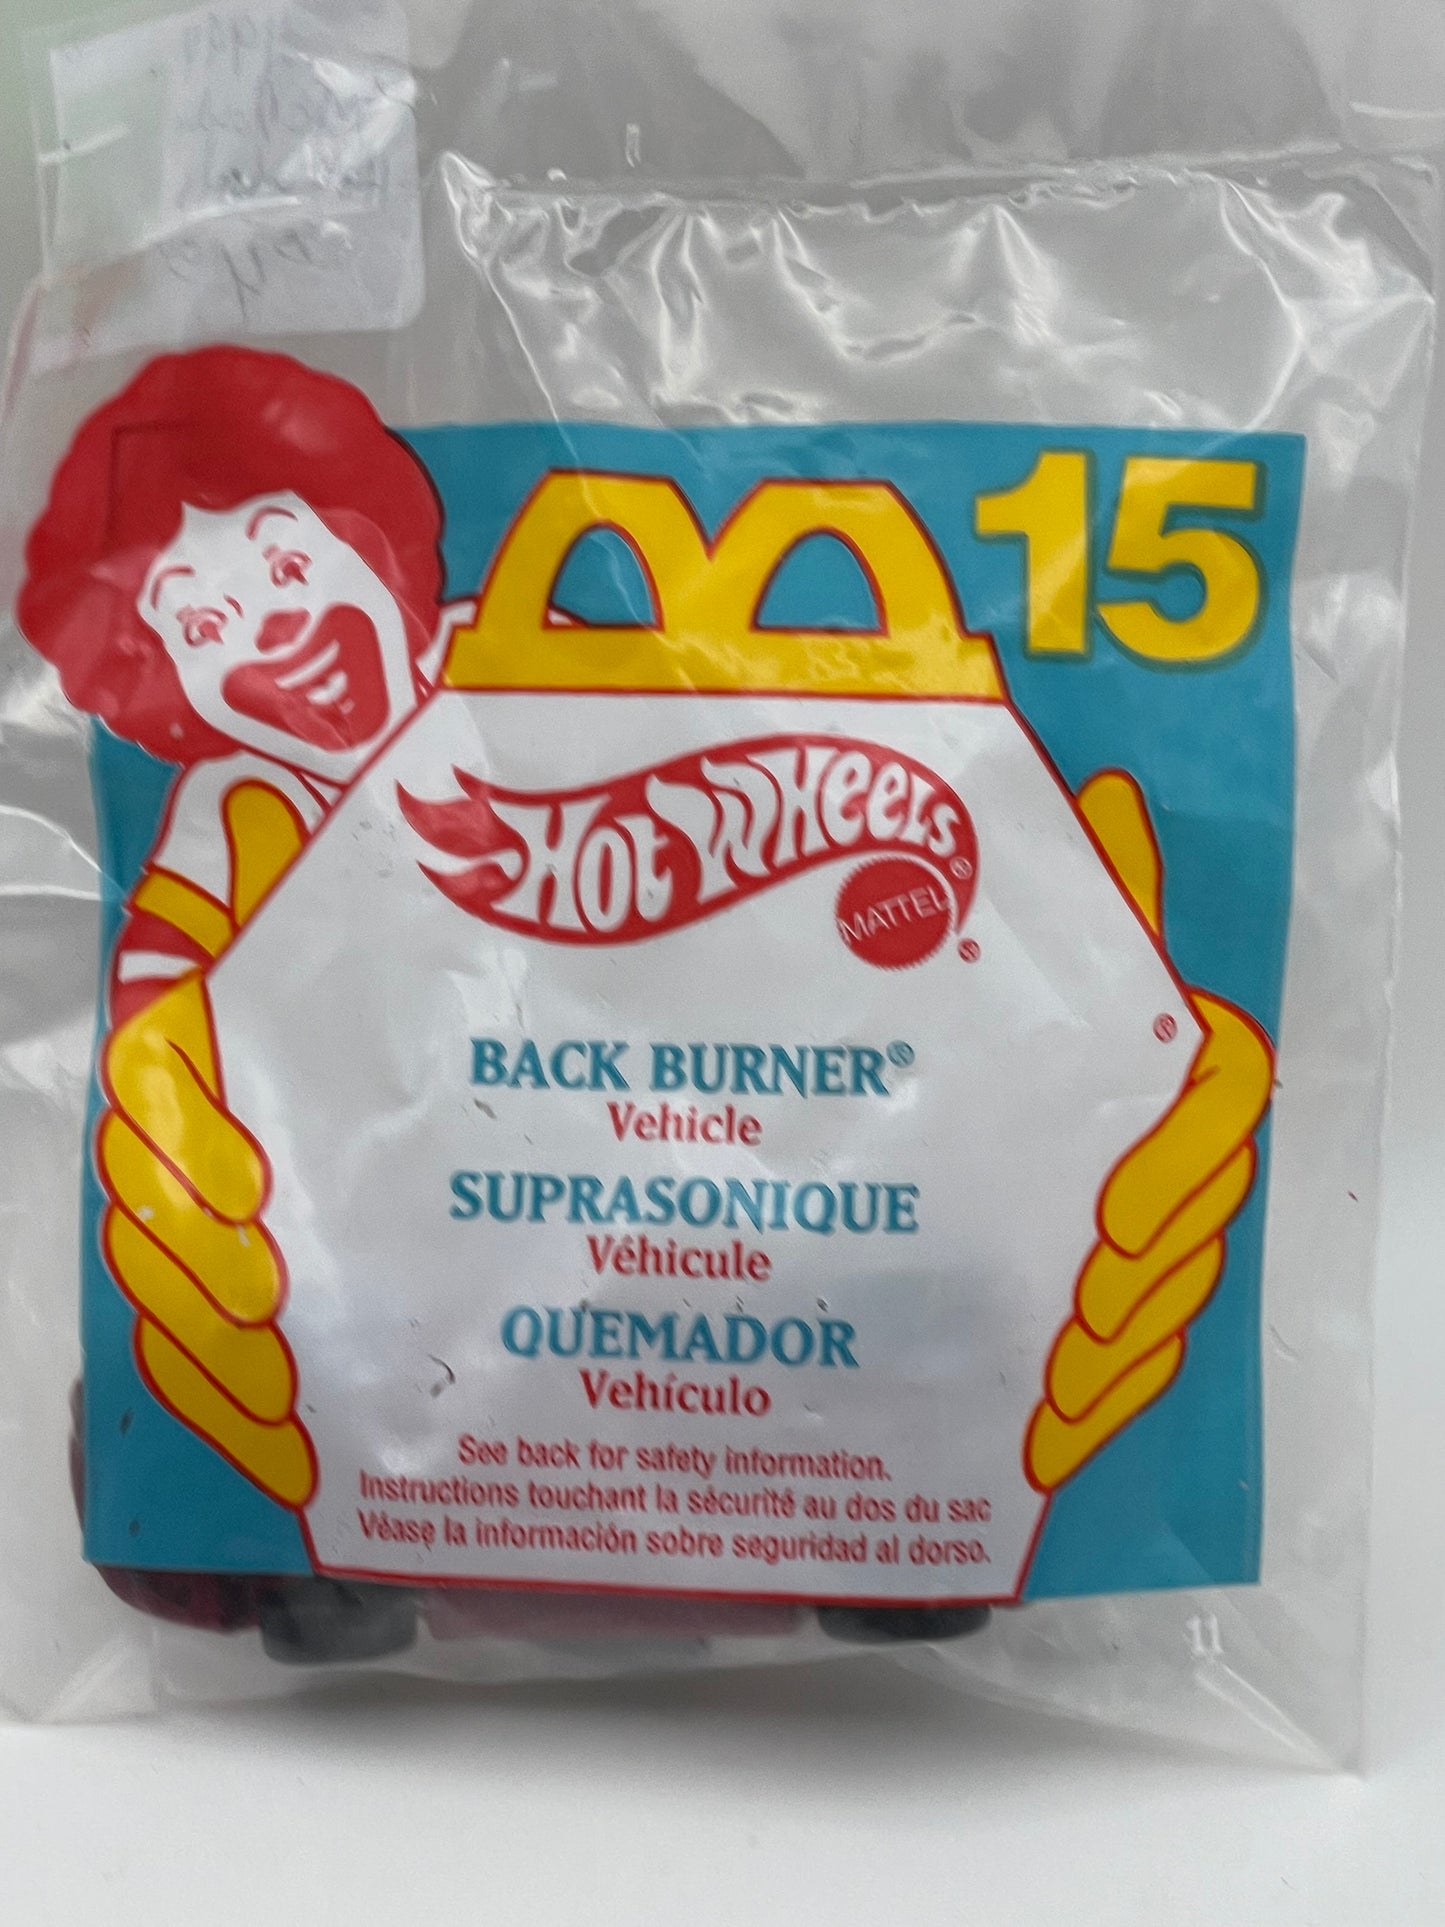 15
Hot Wheels®
MATTEL®
®
BACK BURNER®
Vehicle
SUPRASONIQUE
Véhicule
QUEMADOR
Vehículo
See back for safety information.
Instructions touchant la sécurité au dos du sac
Véase la información sobre seguridad al dorso.
11